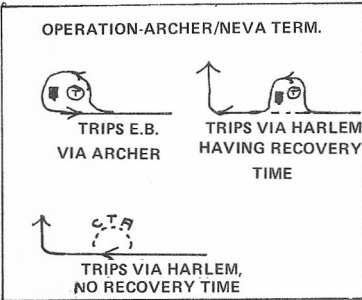 OPERATION-ARCHER/NEVA TERM.
T
T
TRIPS E.B.
VIA ARCHER
TRIPS VIA HARLEM
HAVING RECOVERY
TIME
CTA
TRIPS VIA HARLEM,
NO RECOVERY TIME